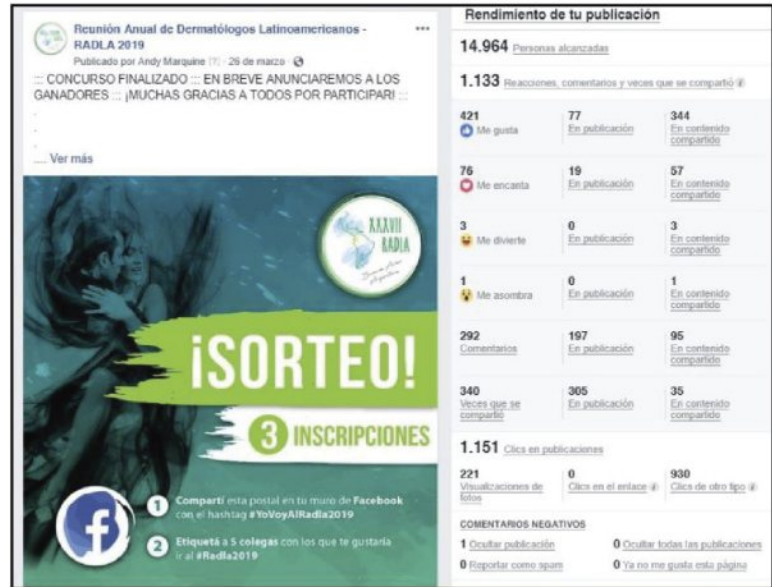 Reunión Anual de Dermatólogos Latinoamericanos -
RADLA 2019
Publicado por Andy Marquine [?] · 26 de marzo ·
::: CONCURSO FINALIZADO ::: EN BREVE ANUNCIAREMOS A LOS
GANADORES ::: ¡MUCHAS GRACIAS A TODOS POR PARTICIPAR! :::
.
.
.
.... Ver más
XXXVII
RADLA
Buenos Aires
Argentina
¡SORTEO!
3 INSCRIPCIONES
1 Compartí esta postal en tu muro de Facebook
con el hashtag #YoVoyAlRadla2019
2 Etiquetá a 5 colegas con los que te gustaría
ir al #Radla2019
Rendimiento de tu publicación
14.964 Personas alcanzadas
1.133 Reacciones, comentarios y veces que se compartió
421 77 344
Me gusta En publicación En contenido
compartido
76 19 57
Me encanta En publicación En contenido
compartido
3 0 3
Me divierte En publicación En contenido
compartido
1 0 1
Me asombra En publicación En contenido
compartido
292 197 95
Comentarios En publicación En contenido
compartido
340 305 35
Veces que se En publicación En contenido
compartió compartido
1.151 Clics en publicaciones
221 0 930
Visualizaciones de Clics en el enlace Clics de otro tipo
fotos
COMENTARIOS NEGATIVOS
1 Ocultar publicación 0 Ocultar todas las publicaciones
0 Reportar como spam 0 Ya no me gusta esta página